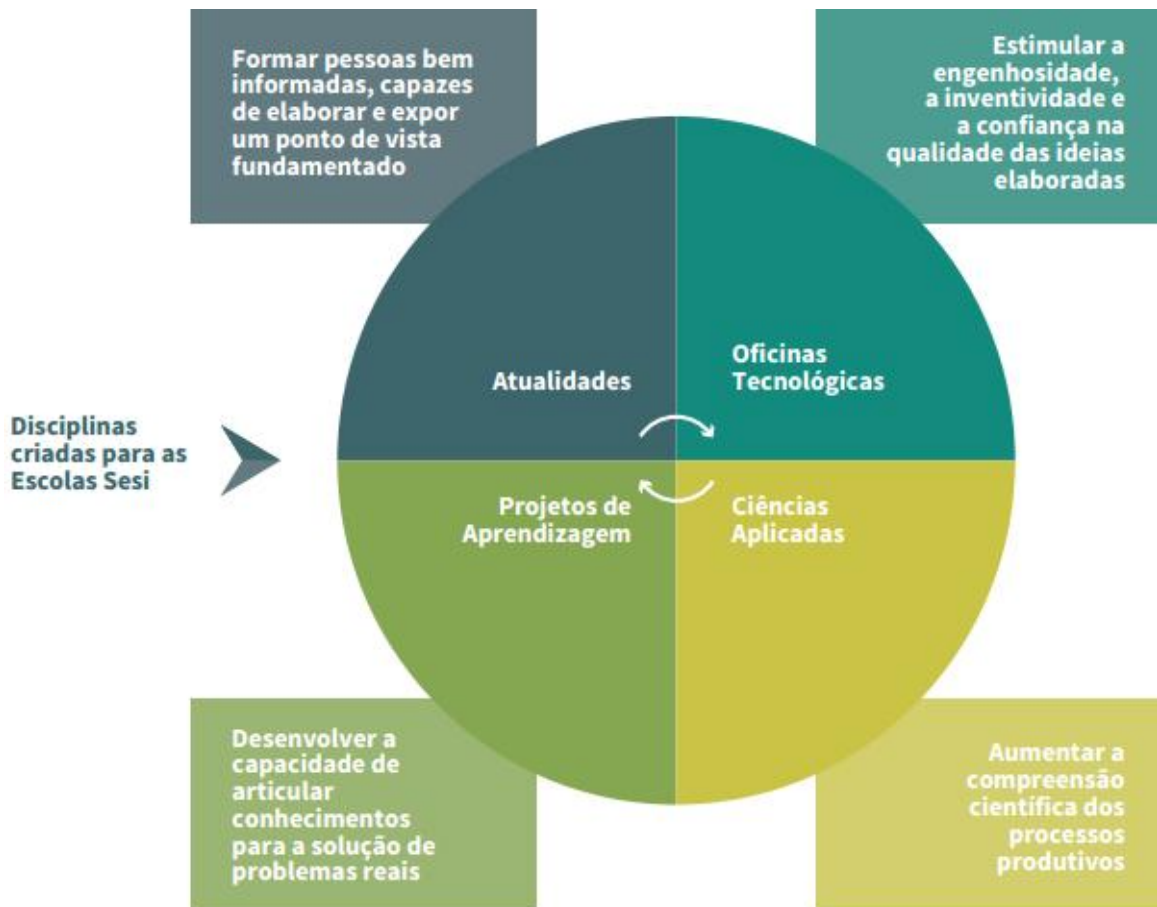 Formar pessoas bem
informadas, capazes
de elaborar e expor
um ponto de vista
fundamentado
Estimular a
engenhosidade,
a inventividade e
a confiança na
qualidade das ideias
elaboradas
Disciplinas
criadas para as
Escolas Sesi
Atualidades
Oficinas
Tecnológicas
Projetos de
Aprendizagem
Ciências
Aplicadas
Desenvolver a
capacidade de
articular
conhecimentos
para a solução de
problemas reais
Aumentar a
compreensão
científica dos
processos
produtivos